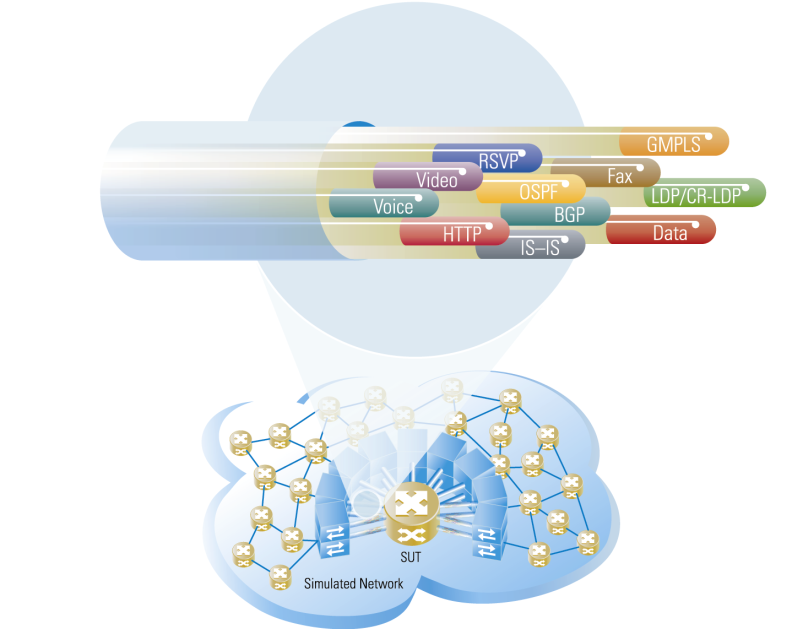 GMPLS
RSVP
Fax
Video
OSPF
LDP/CR-LDP
Voice
BGP
HTTP
Data
IS–IS
SUT
Simulated Network